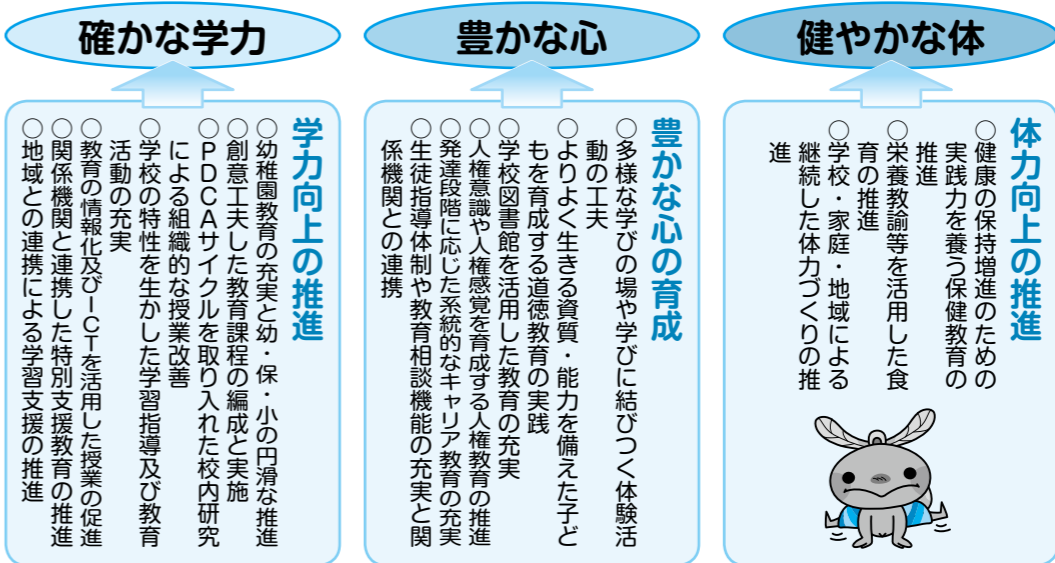 確かな学力
学力向上の推進
○幼稚園教育の充実と幼・保・小の円滑な推進
○創意工夫した教育課程の編成と実施
○PDCAサイクルを取り入れた校内研究
による組織的な授業改善
○学校の特性を生かした学習指導及び教育
活動の充実
○教育の情報化及びICTを活用した授業の促進
○関係機関と連携した特別支援教育の推進
○地域との連携による学習支援の推進
豊かな心
豊かな心の育成
○多様な学びの場や学びに結びつく体験活
動の工夫
○よりよく生きる資質・能力を備えた子ど
もを育成する道徳教育の実践
○学校図書館を活用した教育の充実
○人権意識や人権感覚を育成する人権教育の推進
○発達段階に応じた系統的なキャリア教育の充実
○生徒指導体制や教育相談機能の充実と関
係機関との連携
健やかな体
体力向上の推進
○健康の保持増進のための
実践力を養う保健教育の
推進
○栄養教諭等を活用した食
育の推進
○学校・家庭・地域による
継続した体力づくりの推
進